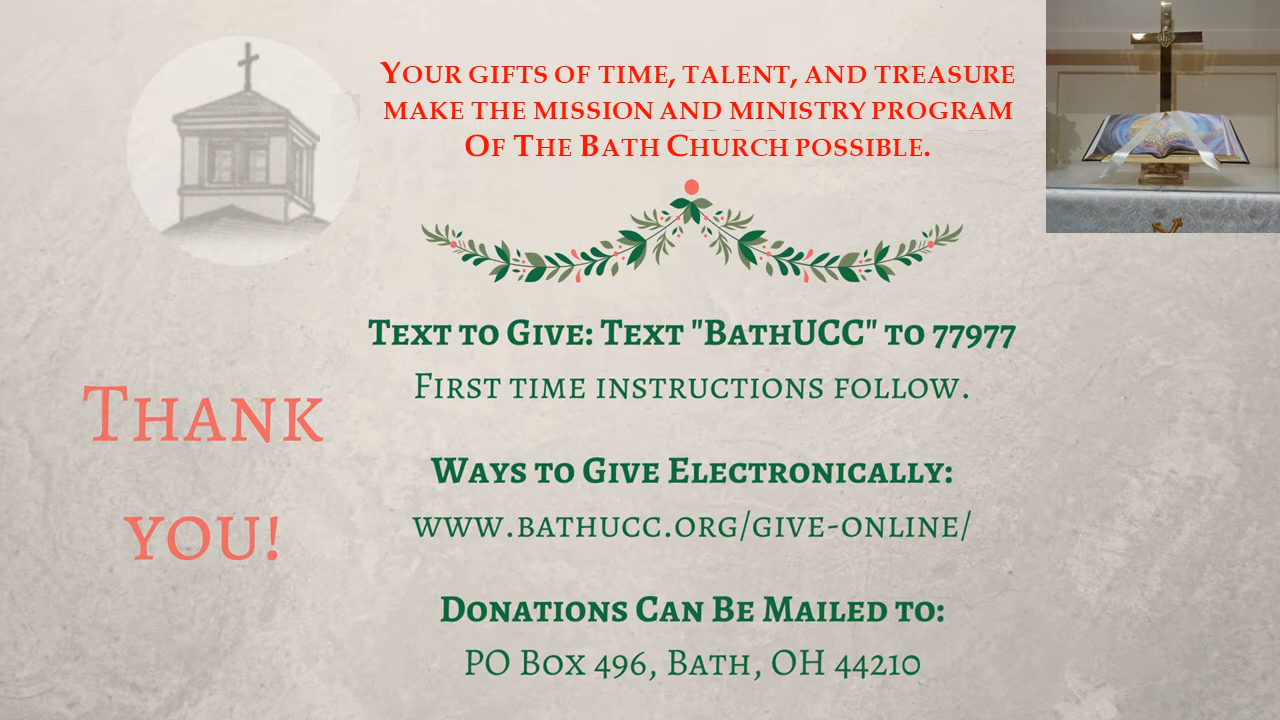 Your gifts of time, talent, and treasure
make the mission and ministry program
Of The Bath Church possible.
Text to Give: Text "BathUCC" to 77977
First time instructions follow.
Thank
you!
Ways to Give Electronically:
www.bathucc.org/give-online/
Donations Can Be Mailed to:
PO Box 496, Bath, OH 44210